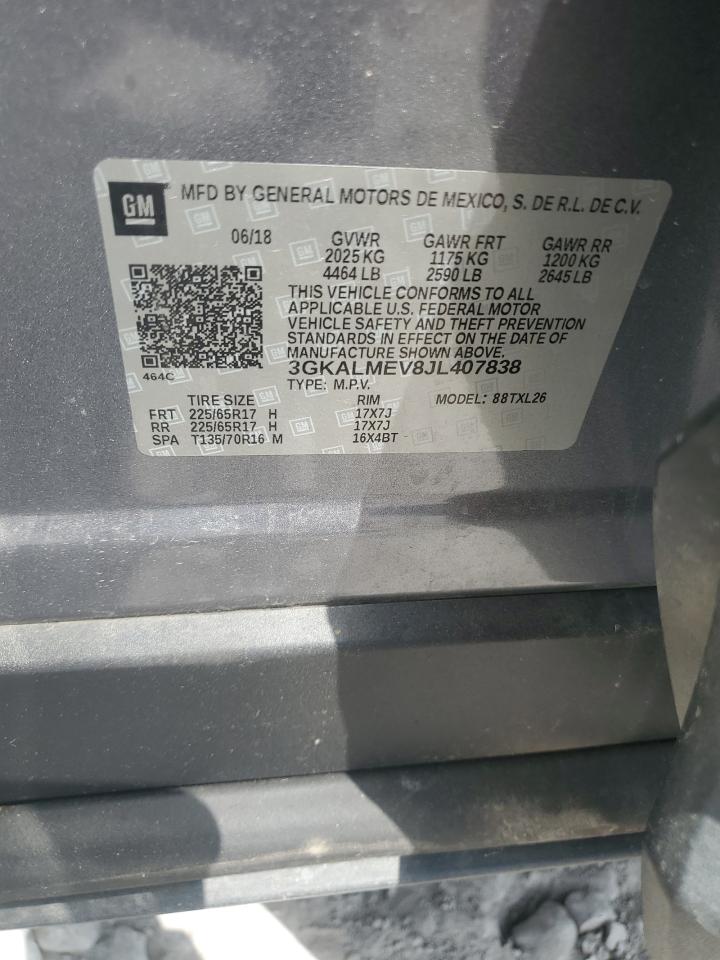 GM MFD BY GENERAL MOTORS DE MEXICO, S. DE R.L. DE C.V.
06/18 GVWR GAWR FRT GAWR RR
2025 KG 1175 KG 1200 KG
4464 LB 2590 LB 2645 LB
THIS VEHICLE CONFORMS TO ALL
APPLICABLE U.S. FEDERAL MOTOR
VEHICLE SAFETY AND THEFT PREVENTION
STANDARDS IN EFFECT ON THE DATE OF
MANUFACTURE SHOWN ABOVE.
464C 3GKALMEV8JL407838
TYPE: M.P.V. MODEL: 88TXL26
TIRE SIZE RIM
FRT 225/65R17 H 17X7J
RR 225/65R17 H 17X7J
SPA T135/70R16 M 16X4BT